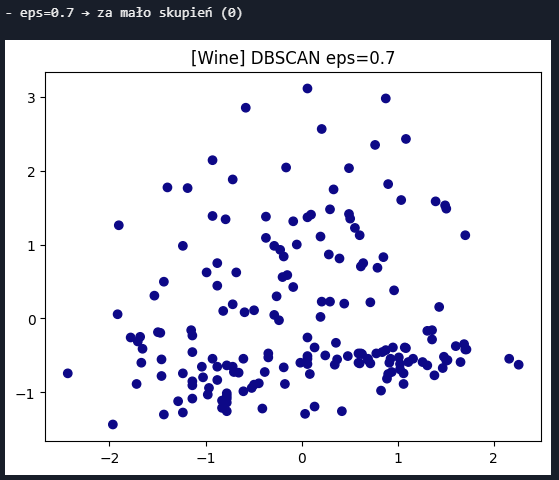 - eps=0.7 → za mało skupień (0)
[Wine] DBSCAN eps=0.7
3
2
1
0
−1
−2 −1 0 1 2